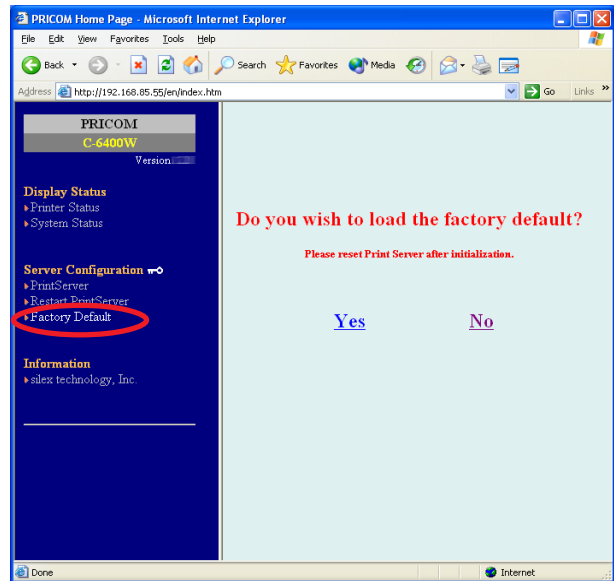 PRICOM Home Page - Microsoft Internet Explorer
File Edit View Favorites Tools Help
Back Search Favorites Media
Address http://192.168.85.55/en/index.htm Go Links »
PRICOM
C-6400W
Version
Display Status
Printer Status
System Status
Server Configuration
PrintServer
Restart PrintServer
Factory Default
Information
silex technology, Inc.
Do you wish to load the factory default?
Please reset Print Server after initialization.
Yes No
Done Internet